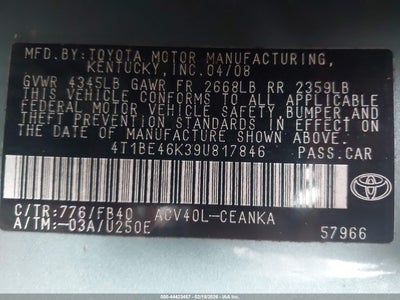 MFD.BY:TOYOTA MOTOR MANUFACTURING,
KENTUCKY,INC.04/08
GVWR 4345LB GAWR FR 2668LB RR 2359LB
THIS VEHICLE CONFORMS TO ALL APPLICABLE
FEDERAL MOTOR VEHICLE SAFETY, BUMPER, AND
THEFT PREVENTION STANDARDS IN EFFECT ON
THE DATE OF MANUFACTURE SHOWN ABOVE.
4T1BE46K39U817846 PASS.CAR
C/TR:776/FB40 ACV40L-CEANKA
A/TM:-03A/U250E
TOYOTA
57966